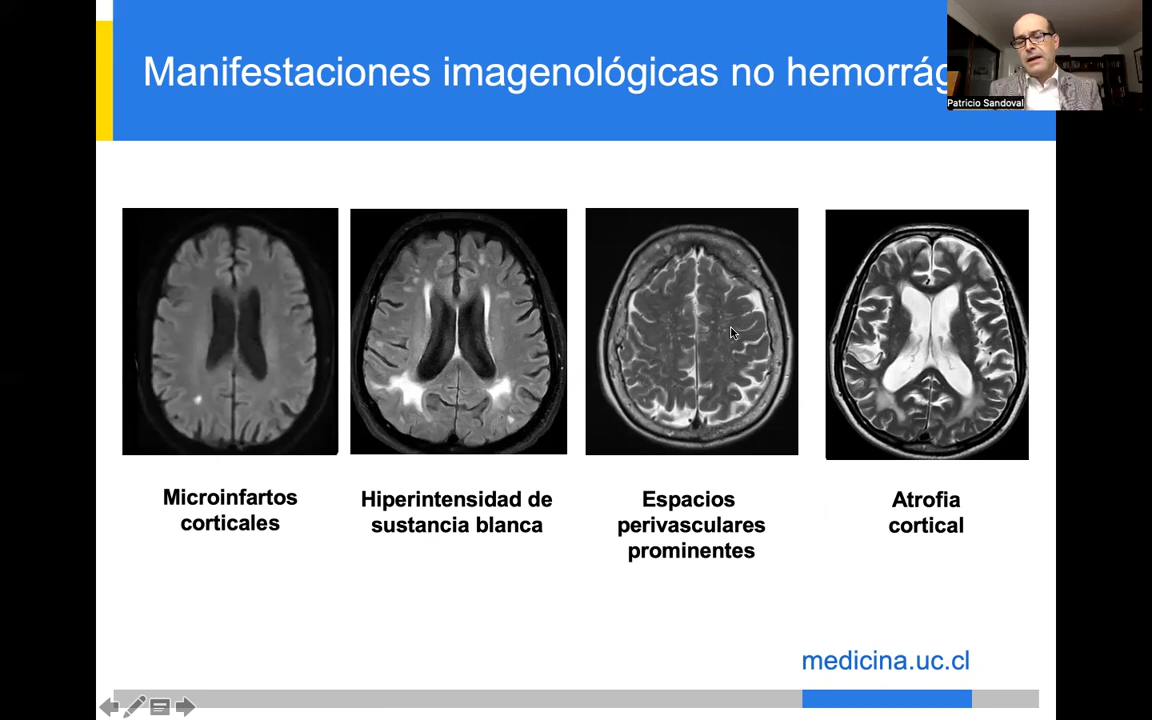 Manifestaciones imagenológicas no
Patricio Sandoval
Microinfartos
corticales
Hiperintensidad de
sustancia blanca
Espacios
perivasculares
prominentes
Atrofia
cortical
medicina.uc.cl